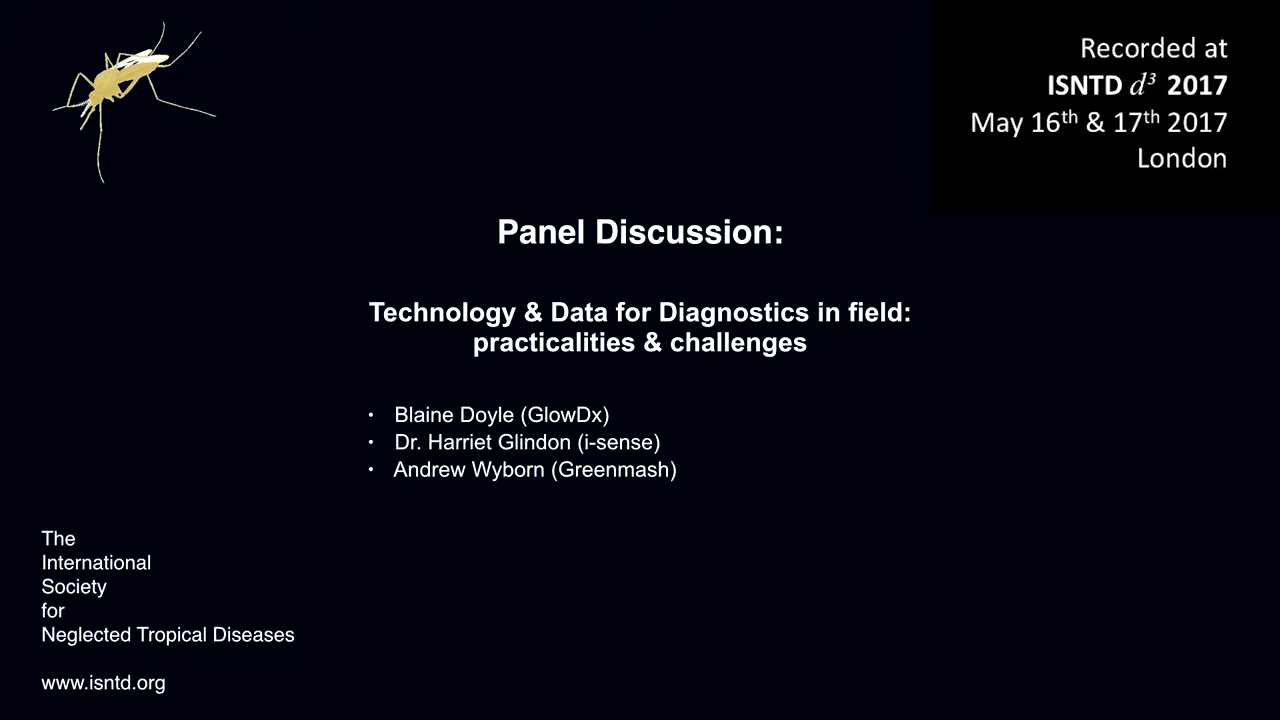 Recorded at
ISNTD d³ 2017
May 16th & 17th 2017
London
Panel Discussion:
Technology & Data for Diagnostics in field:
practicalities & challenges
• Blaine Doyle (GlowDx)
• Dr. Harriet Glindon (i-sense)
• Andrew Wyborn (Greenmash)
The
International
Society
for
Neglected Tropical Diseases
www.isntd.org